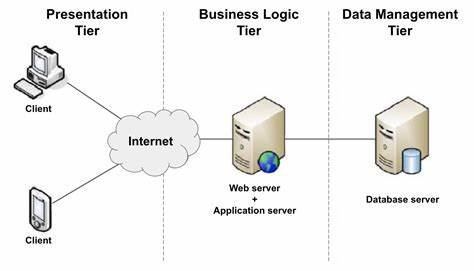 Presentation
Tier
Business Logic
Tier
Data Management
Tier
Client
Internet
Web server
+
Application server
Database server
Client